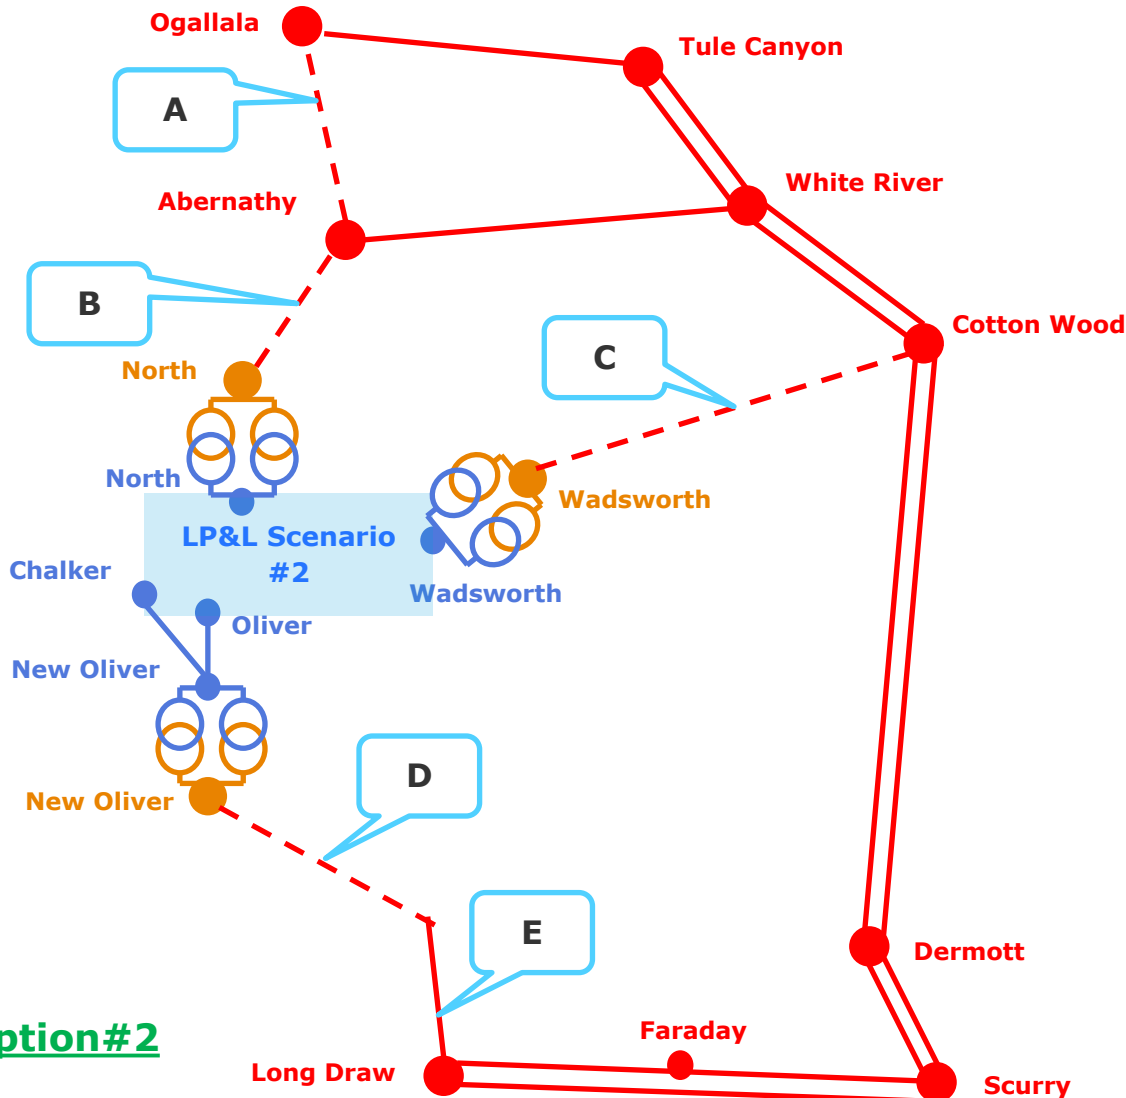 Ogallala
Tule Canyon
A
White River
Abernathy
B
Cotton Wood
C
North
North
Wadsworth
LP&L Scenario
#2
Chalker
Wadsworth
Oliver
New Oliver
D
New Oliver
E
Dermott
ption#2
Faraday
Long Draw
Scurry